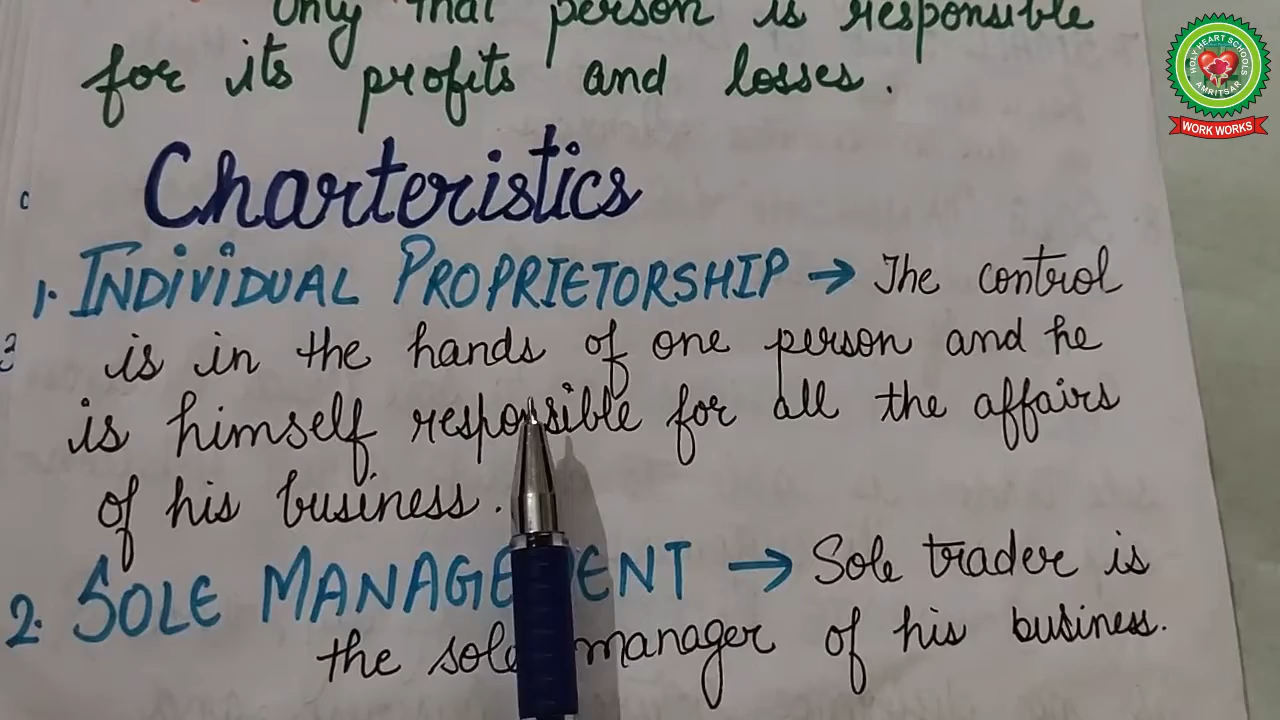 Only that person is responsible
for its profits and losses.
Charteristics
1. INDIVIDUAL PROPRIETORSHIP → The control
is in the hands of one person and he
is himself responsible for all the affairs
of his business.
2. SOLE MANAGEMENT → Sole trader is
the sole manager of his business.
HOLY HEART SCHOOLS
AMRITSAR
WORK WORKS